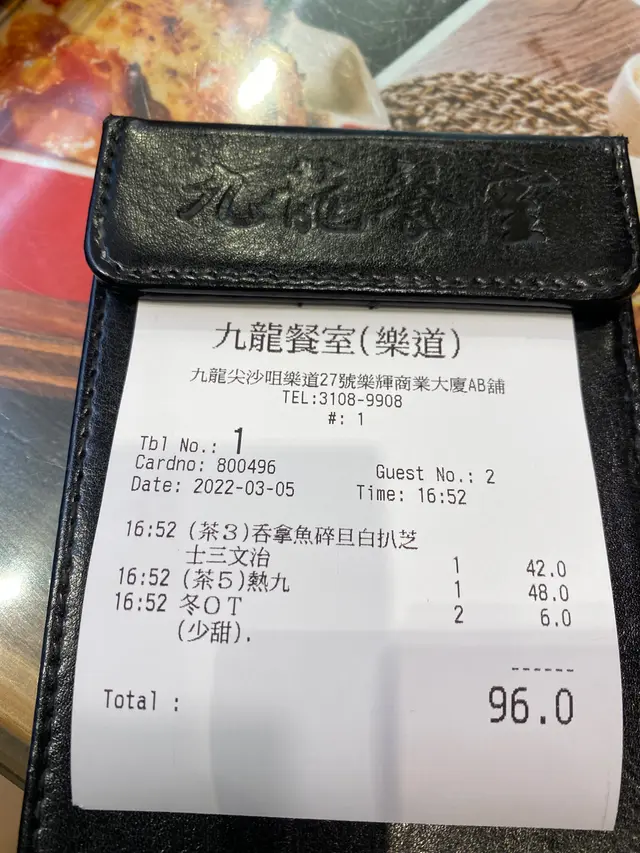 九龍餐室
九龍餐室(樂道)
九龍尖沙咀樂道27號樂輝商業大廈AB舖
TEL:3108-9908
#: 1
Tbl No.: 1
Cardno: 800496 Guest No.: 2
Date: 2022-03-05 Time: 16:52
16:52 (茶3)吞拿魚碎旦白扒芝
士三文治 1 42.0
16:52 (茶5)熱九 1 48.0
16:52 冬OT 2 6.0
(少甜).
------
Total : 96.0